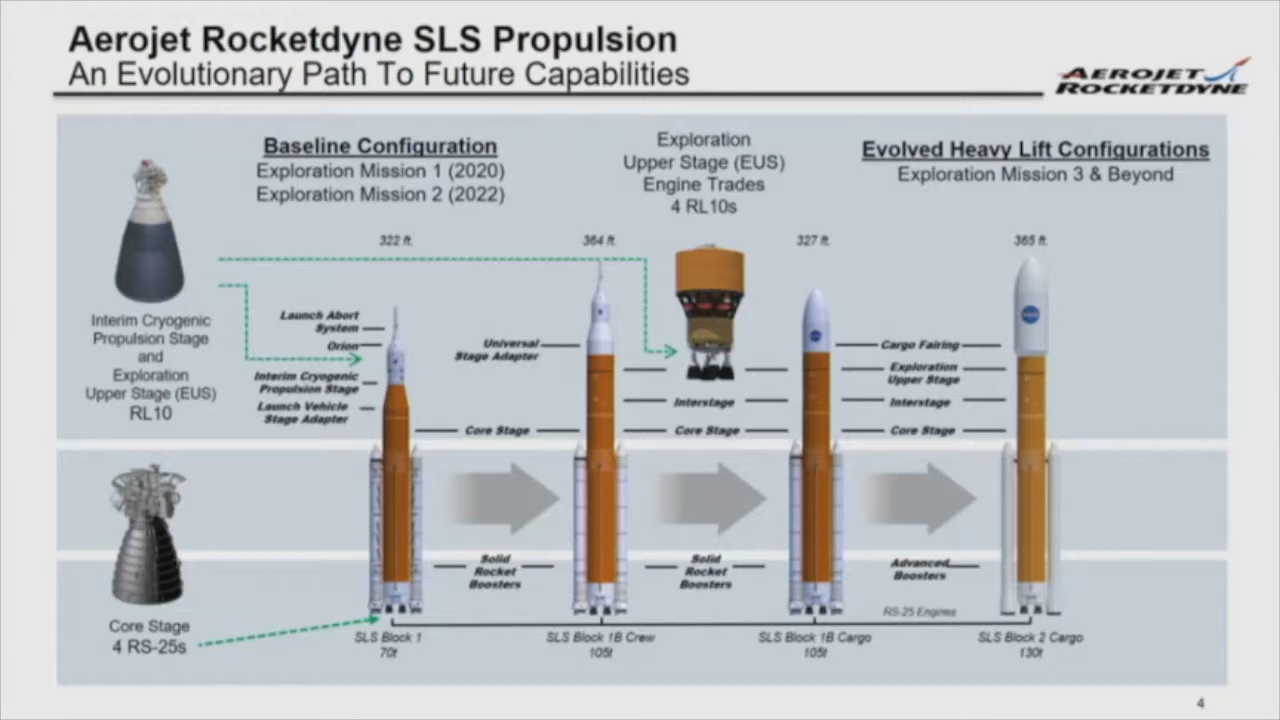 Aerojet Rocketdyne SLS Propulsion
An Evolutionary Path To Future Capabilities
AEROJET
ROCKETDYNE
Baseline Configuration
Exploration Mission 1 (2020)
Exploration Mission 2 (2022)
Exploration
Upper Stage (EUS)
Engine Trades
4 RL10s
Evolved Heavy Lift Configurations
Exploration Mission 3 & Beyond
322 ft.
364 ft.
327 ft.
365 ft.
Interim Cryogenic
Propulsion Stage
and
Exploration
Upper Stage (EUS)
RL10
Launch Abort
System
Orion
Interim Cryogenic
Propulsion Stage
Launch Vehicle
Stage Adapter
Universal
Stage Adapter
Interstage
Cargo Fairing
Exploration
Upper Stage
Interstage
Core Stage
Core Stage
Core Stage
NASA
Solid
Rocket
Boosters
Solid
Rocket
Boosters
Advanced
Boosters
RS-25 Engines
Core Stage
4 RS-25s
SLS Block 1
70t
SLS Block 1B Crew
105t
SLS Block 1B Cargo
105t
SLS Block 2 Cargo
130t
4